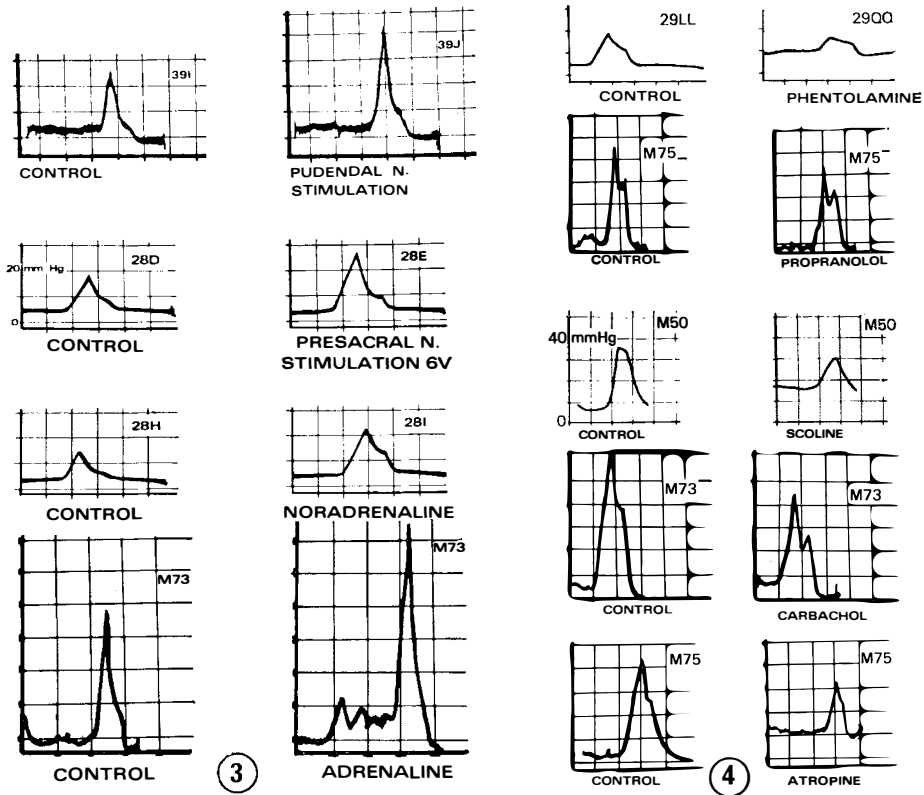 39I
CONTROL
39J
PUDENDAL N.
STIMULATION
20 mm Hg
0
28D
CONTROL
28E
PRESACRAL N.
STIMULATION 6V
28H
CONTROL
28I
NORADRENALINE
M73
CONTROL
M73
ADRENALINE
3
29LL
CONTROL
29QQ
PHENTOLAMINE
M75
CONTROL
M75
PROPRANOLOL
40 mmHg
0
M50
CONTROL
M50
SCOLINE
M73
CONTROL
M73
CARBACHOL
M75
CONTROL
M75
ATROPINE
4